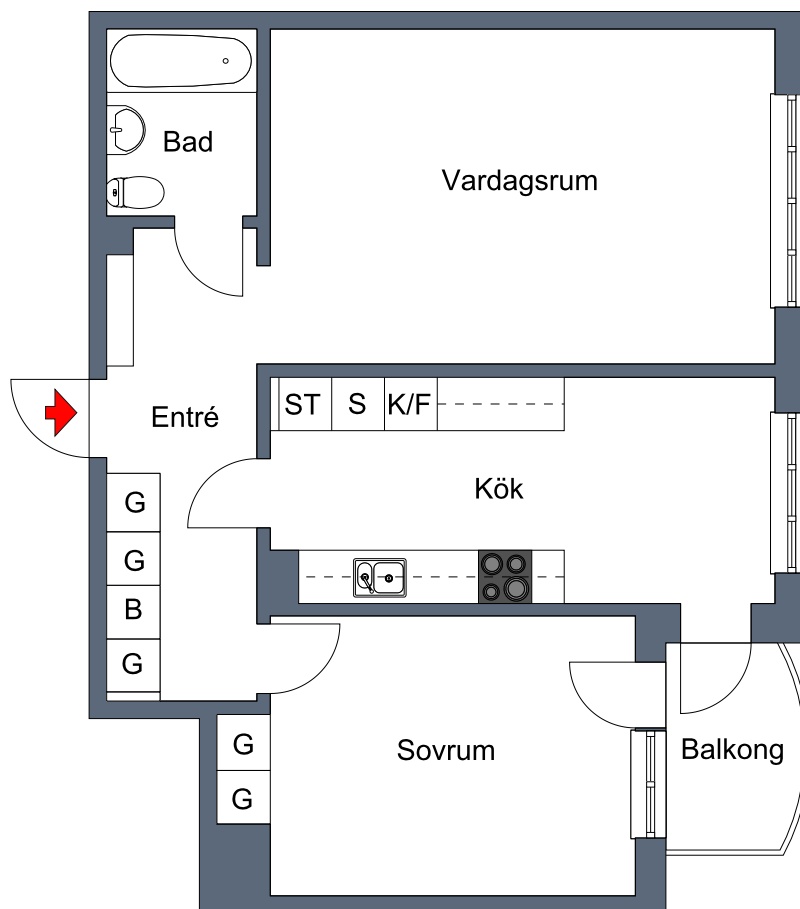 Bad
Vardagsrum
ST S K/F
Entré
Kök
G
G
B
G
G
G
Sovrum
Balkong